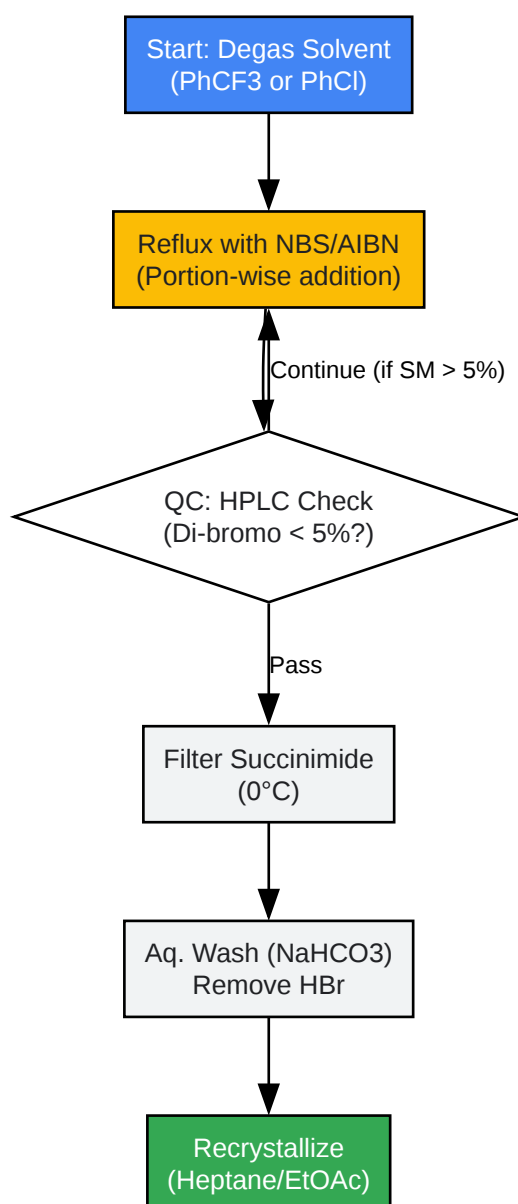 Start: Degas Solvent
(PhCF3 or PhCl)
Reflux with NBS/AIBN
(Portion-wise addition)
Continue (if SM > 5%)
QC: HPLC Check
(Di-bromo < 5%?)
Pass
Filter Succinimide
(0°C)
Aq. Wash (NaHCO3)
Remove HBr
Recrystallize
(Heptane/EtOAc)